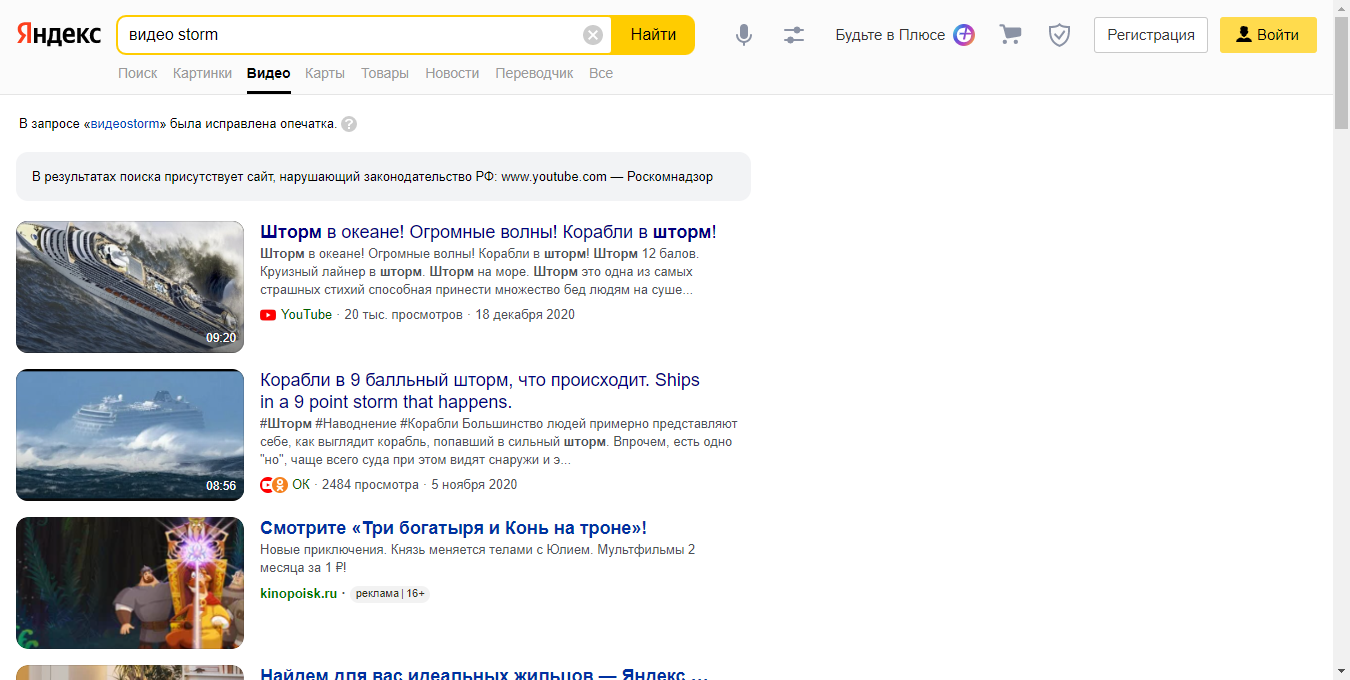 Яндекс
видео storm
Найти
Будьте в Плюсе
Регистрация
Войти
Поиск Картинки Видео Карты Товары Новости Переводчик Все
В запросе «видеоstorm» была исправлена опечатка. ?
В результатах поиска присутствует сайт, нарушающий законодательство РФ: www.youtube.com — Роскомнадзор
09:20
Шторм в океане! Огромные волны! Корабли в шторм!
Шторм в океане! Огромные волны! Корабли в шторм! Шторм 12 балов.
Круизный лайнер в шторм. Шторм на море. Шторм это одна из самых
страшных стихий способная принести множество бед людям на суше...
YouTube · 20 тыс. просмотров · 18 декабря 2020
08:56
Корабли в 9 балльный шторм, что происходит. Ships
in a 9 point storm that happens.
#Шторм #Наводнение #Корабли Большинство людей примерно представляют
себе, как выглядит корабль, попавший в сильный шторм. Впрочем, есть одно
"но", чаще всего суда при этом видят снаружи и э...
ОК · 2484 просмотра · 5 ноября 2020
Смотрите «Три богатыря и Конь на троне»!
Новые приключения. Князь меняется телами с Юлием. Мультфильмы 2
месяца за 1 ₽!
kinopoisk.ru · реклама | 16+
Найдем для вас идеальных жильцов — Яндекс ...